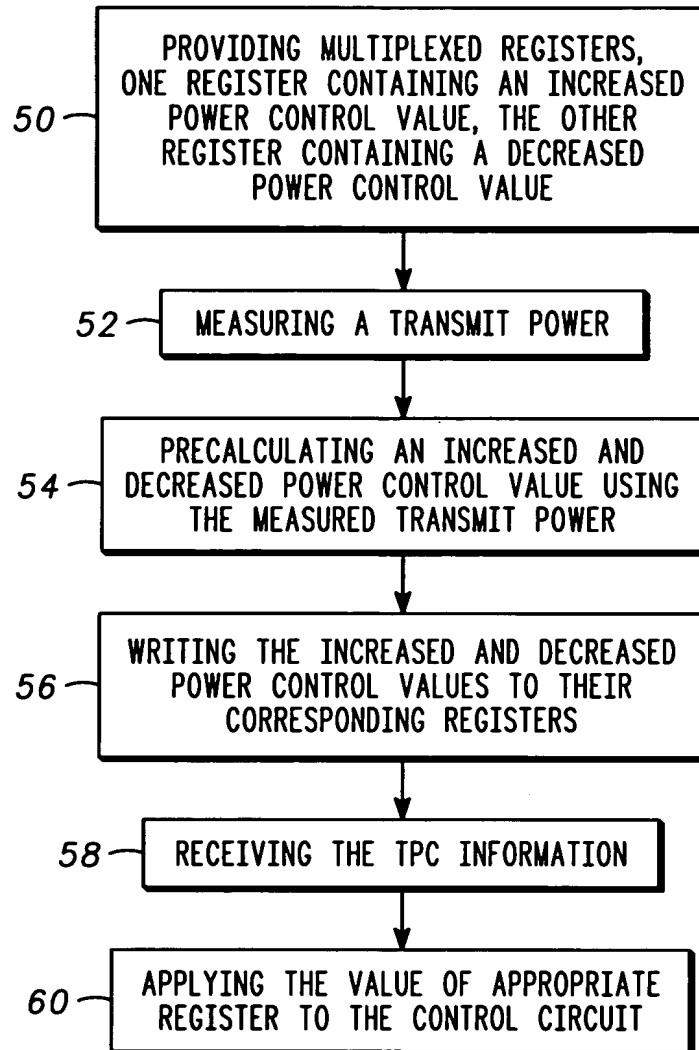 PROVIDING MULTIPLEXED REGISTERS,
ONE REGISTER CONTAINING AN INCREASED
POWER CONTROL VALUE, THE OTHER
REGISTER CONTAINING A DECREASED
POWER CONTROL VALUE
50
MEASURING A TRANSMIT POWER
52
PRECALCULATING AN INCREASED AND
DECREASED POWER CONTROL VALUE USING
THE MEASURED TRANSMIT POWER
54
WRITING THE INCREASED AND DECREASED
POWER CONTROL VALUES TO THEIR
CORRESPONDING REGISTERS
56
RECEIVING THE TPC INFORMATION
58
APPLYING THE VALUE OF APPROPRIATE
REGISTER TO THE CONTROL CIRCUIT
60